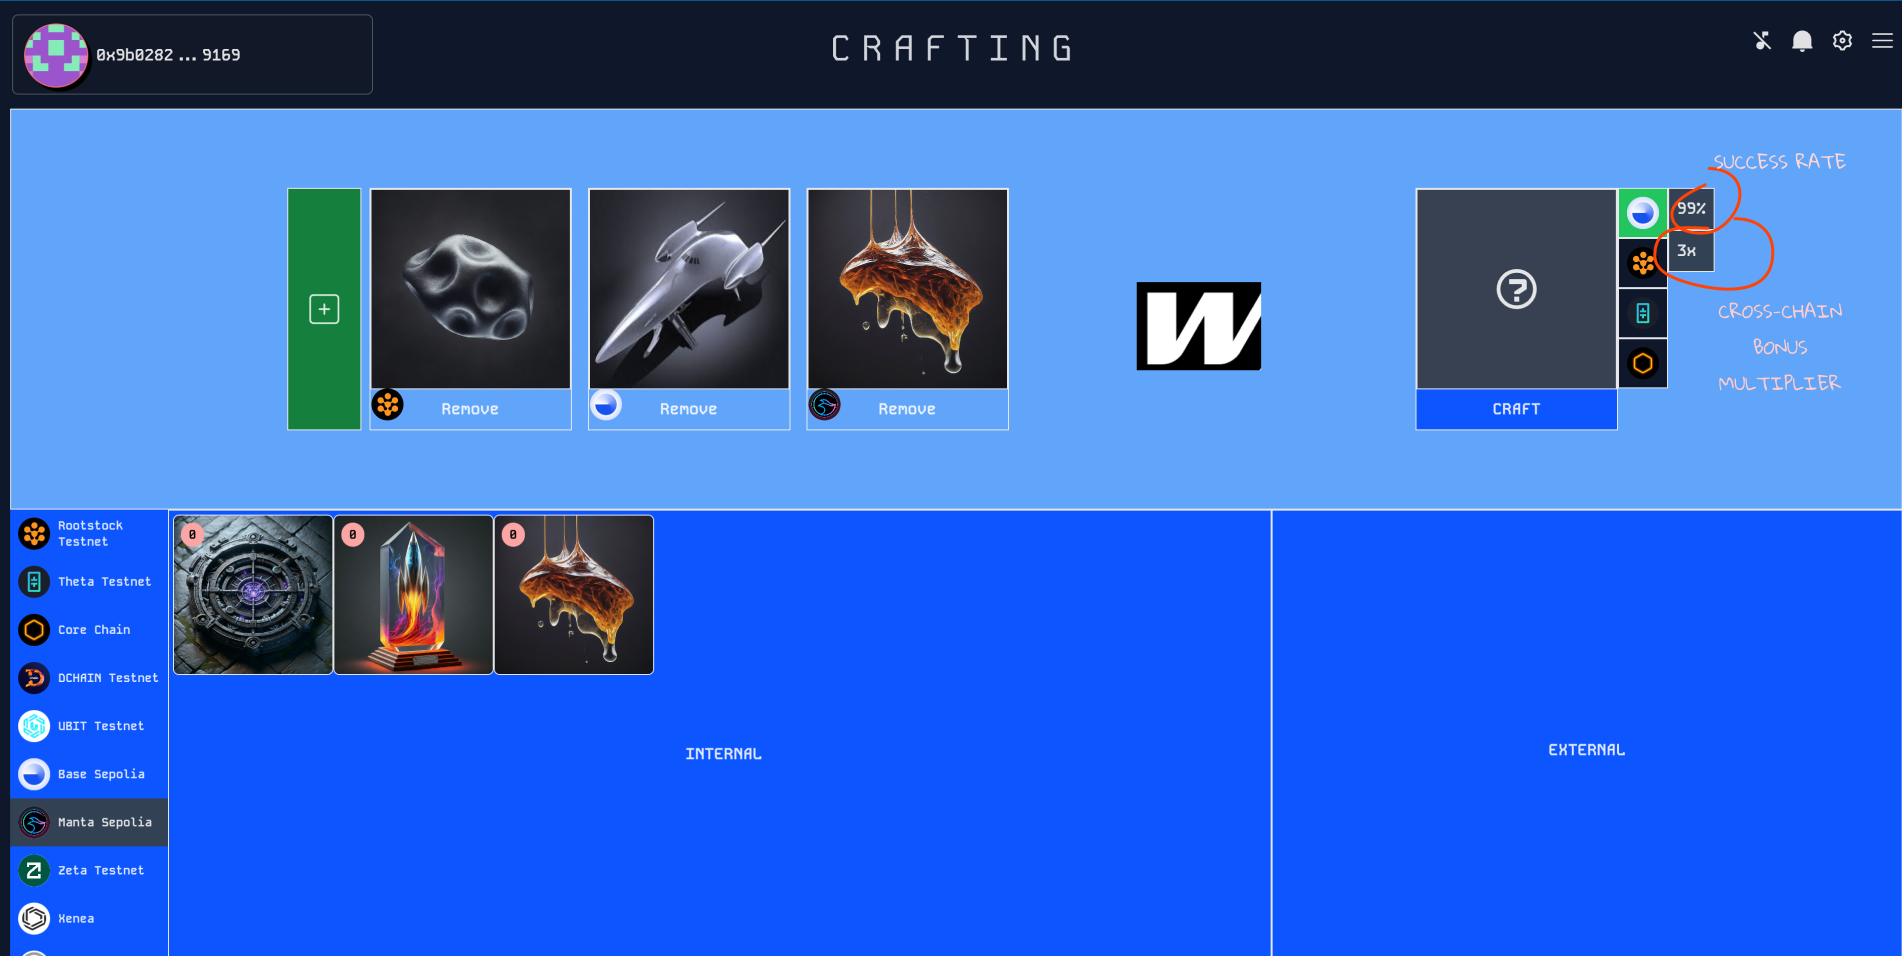 0x9b0282...9169
CRAFTING
SUCCESS RATE
99%
3x
CROSS-CHAIN
BONUS
MULTIPLIER
+
?
W
Remove
Remove
Remove
CRAFT
Rootstock
Testnet
Theta Testnet
Core Chain
DCHAIN Testnet
UBIT Testnet
Base Sepolia
Manta Sepolia
Zeta Testnet
Xenea
0
0
0
INTERNAL
EXTERNAL